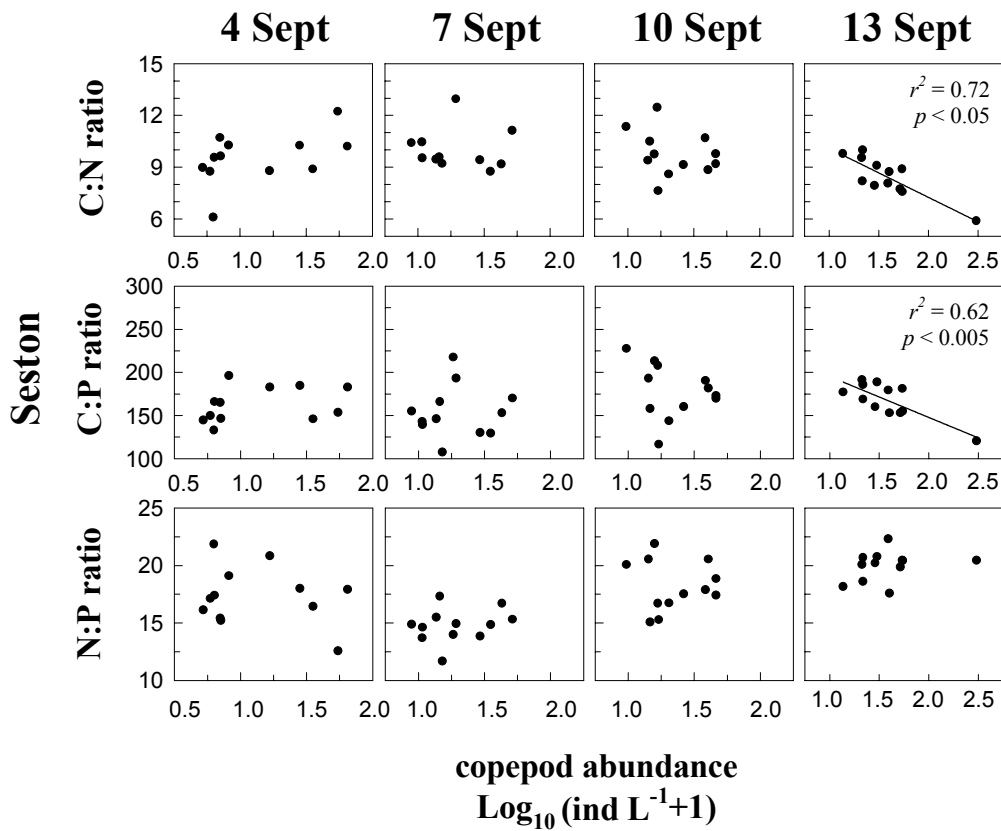 4 Sept 7 Sept 10 Sept 13 Sept
Seston
C:N ratio
15
12
9
6
r² = 0.72
p < 0.05
0.5 1.0 1.5 2.0 1.0 1.5 2.0 1.0 1.5 2.0 1.0 1.5 2.0 2.5
C:P ratio
300
250
200
150
100
r² = 0.62
p < 0.005
0.5 1.0 1.5 2.0 1.0 1.5 2.0 1.0 1.5 2.0 1.0 1.5 2.0 2.5
N:P ratio
25
20
15
10
0.5 1.0 1.5 2.0 1.0 1.5 2.0 1.0 1.5 2.0 1.0 1.5 2.0 2.5
copepod abundance
Log₁₀ (ind L⁻¹+1)